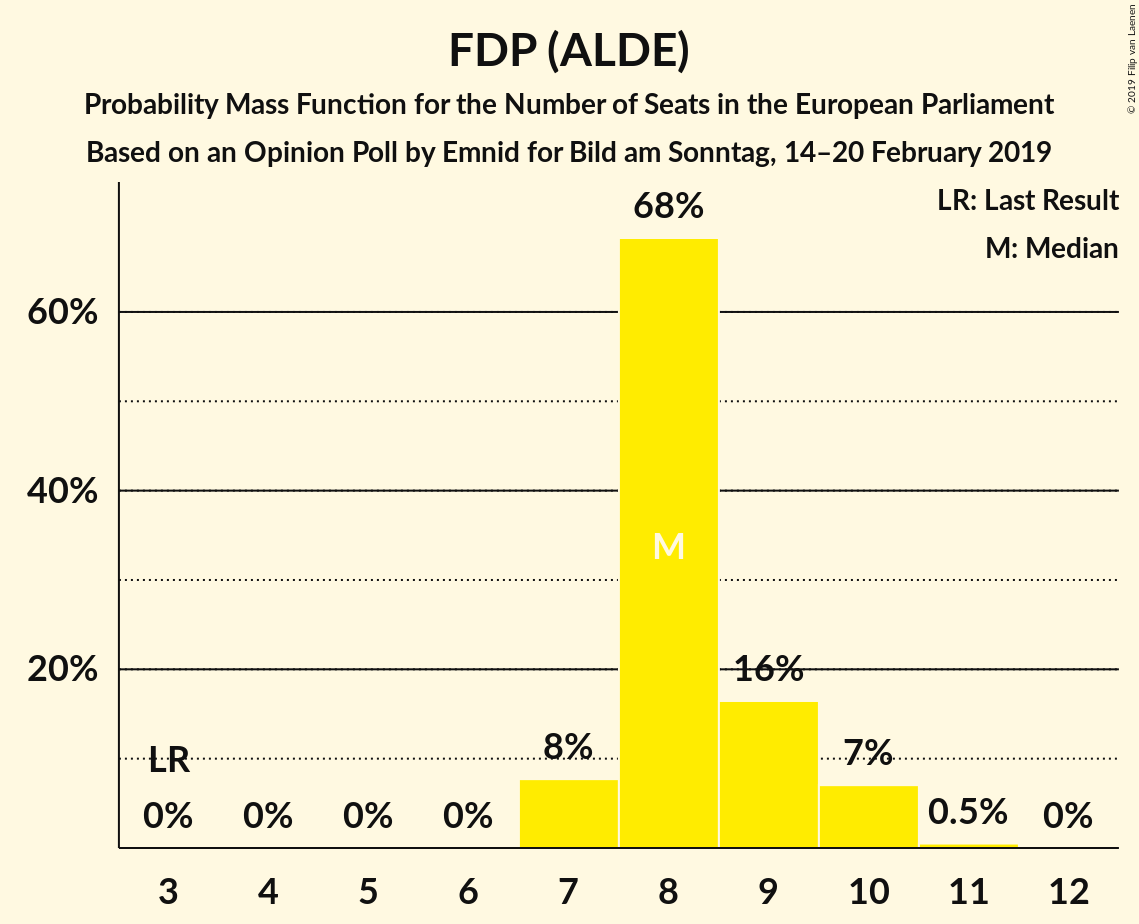 FDP (ALDE)
Probability Mass Function for the Number of Seats in the European Parliament
Based on an Opinion Poll by Emnid for Bild am Sonntag, 14–20 February 2019
© 2019 Filip van Laenen
LR: Last Result
M: Median
68%
60%
40%
M
20%
16%
8%
7%
LR
0%
0%
0%
0%
0.5%
0%
3 4 5 6 7 8 9 10 11 12